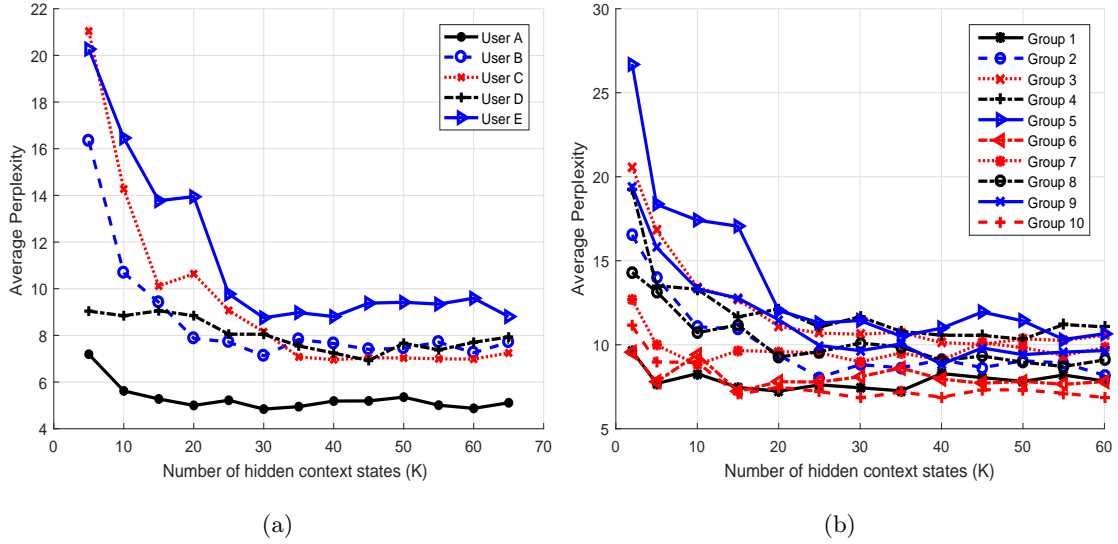 22
20
18
16
14
12
10
8
6
4
Average Perplexity
0 10 20 30 40 50 60 70
Number of hidden context states (K)
User A
User B
User C
User D
User E
(a)
30
25
20
15
10
5
Average Perplexity
0 10 20 30 40 50 60
Number of hidden context states (K)
Group 1
Group 2
Group 3
Group 4
Group 5
Group 6
Group 7
Group 8
Group 9
Group 10
(b)